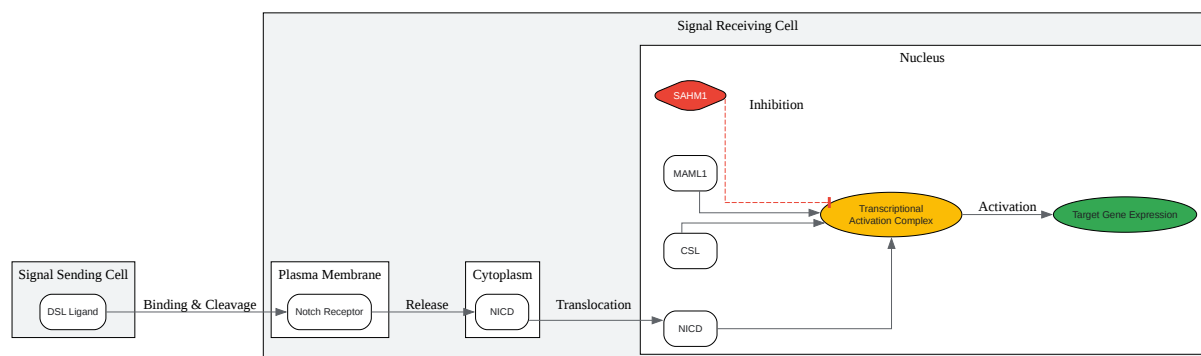 Signal Receiving Cell
Nucleus
SAHM1
Inhibition
MAML1
Transcriptional
Activation Complex
Activation
Target Gene Expression
CSL
Signal Sending Cell
DSL Ligand
Binding & Cleavage
Plasma Membrane
Notch Receptor
Release
Cytoplasm
NICD
Translocation
NICD